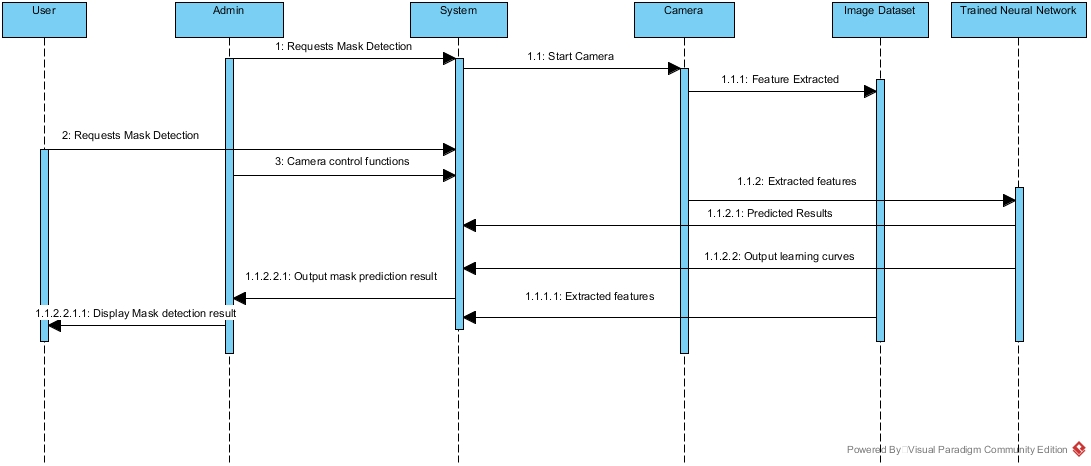 User
Admin
System
Camera
Image Dataset
Trained Neural Network
1: Requests Mask Detection
1.1: Start Camera
1.1.1: Feature Extracted
2: Requests Mask Detection
3: Camera control functions
1.1.2: Extracted features
1.1.2.1: Predicted Results
1.1.2.2: Output learning curves
1.1.2.2.1: Output mask prediction result
1.1.1.1: Extracted features
1.1.2.2.1.1: Display Mask detection result
Powered By Visual Paradigm Community Edition